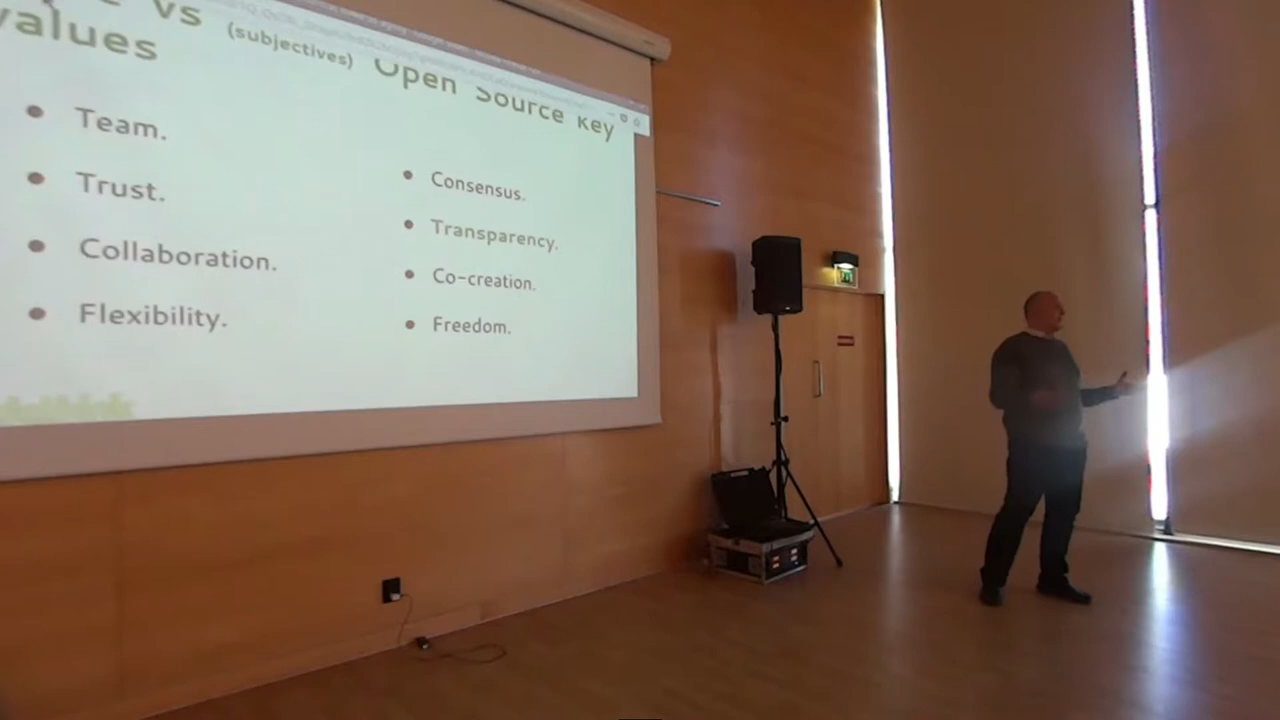 vs (subjectives) Open Source key
values
Team.
Trust.
Collaboration.
Flexibility.
Consensus.
Transparency.
Co-creation.
Freedom.